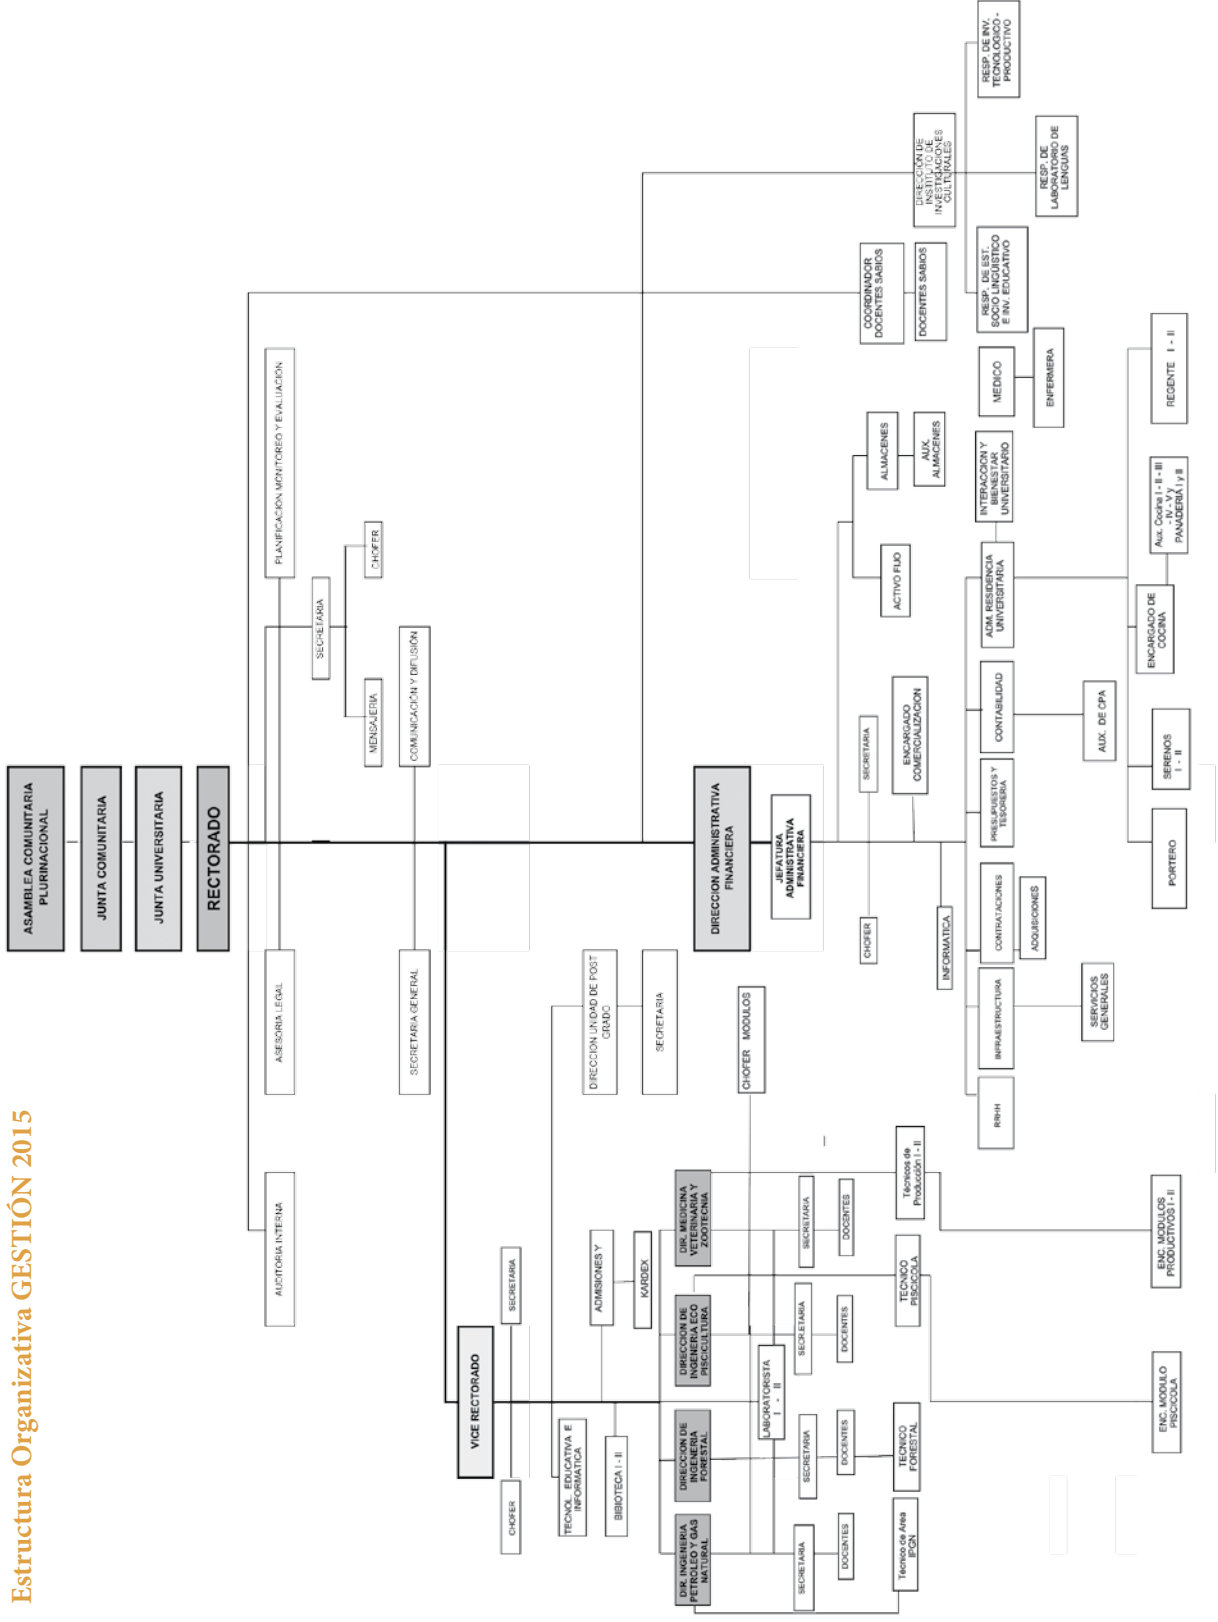 Estructura Organizativa GESTIÓN 2015
ASAMBLEA COMUNITARIA
PLURINACIONAL
JUNTA COMUNITARIA
JUNTA UNIVERSITARIA
RECTORADO
AUDITORIA INTERNA
ASESORIA LEGAL
PLANIFICACION MONITOREO Y EVALUACIÓN
SECRETARIA
MENSAJERIA
CHOFER
SECRETARIA GENERAL
COMUNICACIÓN Y DIFUSIÓN
VICE RECTORADO
CHOFER
SECRETARIA
TECNOL. EDUCATIVA E
INFORMATICA
DIRECCION UNIDAD DE POST
GRADO
SECRETARIA
BIBIOTECA I - II
ADMISIONES Y
KARDEX
DIR. INGENERIA
PETROLEO Y GAS
NATURAL
DIRECCION DE
INGENERIA
FORESTAL
DIRECCION DE
INGENERIA ECO
PISCICULTURA
DIR. MEDICINA
VETERINARIA Y
ZOOTECNIA
CHOFER MODULOS
LABORATORISTA
I - II
SECRETARIA
DOCENTES
SECRETARIA
DOCENTES
SECRETARIA
DOCENTES
SECRETARIA
DOCENTES
Técnico de Area
IPGN
TECNICO
FORESTAL
TECNICO
PISCICOLA
Técnicos de
Producción I - II
ENC. MODULO
PISCICOLA
ENC. MODULOS
PRODUCTIVOS I - II
DIRECCION ADMINISTRATIVA
FINANCIERA
JEFATURA
ADMINISTRATIVA
FINANCIERA
CHOFER
SECRETARIA
ENCARGADO
COMERCIALIZACION
INFORMATICA
ACTIVO FIJO
ALMACENES
AUX.
ALMACENES
RRHH
INFRAESTRUCTURA
SERVICIOS
GENERALES
CONTRATACIONES
ADQUISICIONES
PRESUPUESTOS Y
TESORERIA
CONTABILIDAD
AUX. DE CPA
ADM. RESIDENCIA
UNIVERSITARIA
INTERACCION Y
BIENESTAR
UNIVERSITARIO
MEDICO
ENFERMERA
PORTERO
SERENOS
I - II
ENCARGADO DE
COCINA
Aux. Cocina I - II - III
- IV - V y
PANADERIA I y II
REGENTE I - II
COORDINADOR
DOCENTES SABIOS
DOCENTES SABIOS
DIRECCIÓN DE
INSTITUTO DE
INVESTIGACIONES
CULTURALES
RESP. DE EST.
SOCIO LINGÜISTICO
E INV. EDUCATIVO
RESP. DE
LABORATORIO DE
LENGUAS
RESP. DE INV.
TECNOLOGICO -
PRODUCTIVO